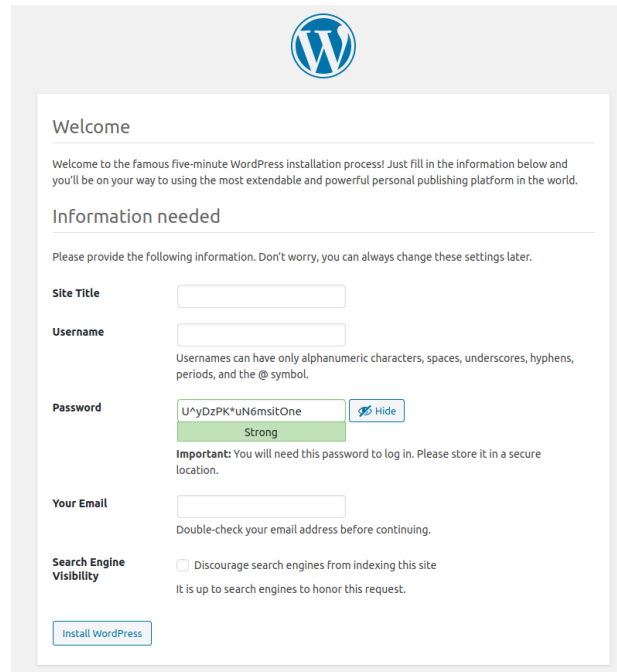 Welcome
Welcome to the famous five-minute WordPress installation process! Just fill in the information below and
you'll be on your way to using the most extendable and powerful personal publishing platform in the world.
Information needed
Please provide the following information. Don't worry, you can always change these settings later.
Site Title
Username
Usernames can have only alphanumeric characters, spaces, underscores, hyphens,
periods, and the @ symbol.
Password
U^yDzPK*uN6msitOne
Hide
Strong
Important: You will need this password to log in. Please store it in a secure
location.
Your Email
Double-check your email address before continuing.
Search Engine
Visibility
Discourage search engines from indexing this site
It is up to search engines to honor this request.
Install WordPress